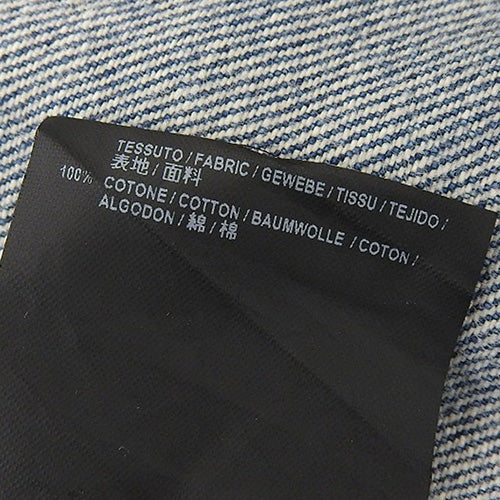 TESSUTO / FABRIC / GEWEBE / TISSU / TEJIDO /
表地 / 面料
100% COTONE / COTTON / BAUMWOLLE / COTON /
ALGODON / 綿 / 棉